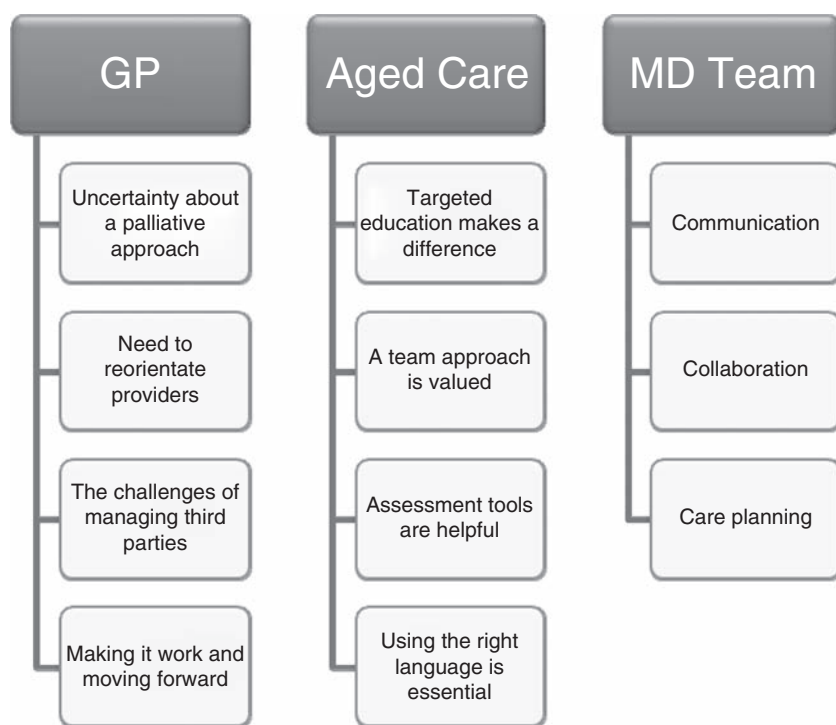 GP
Uncertainty about
a palliative
approach
Need to
reorientate
providers
The challenges of
managing third
parties
Making it work and
moving forward
Aged Care
Targeted
education makes a
difference
A team approach
is valued
Assessment tools
are helpful
Using the right
language is
essential
MD Team
Communication
Collaboration
Care planning